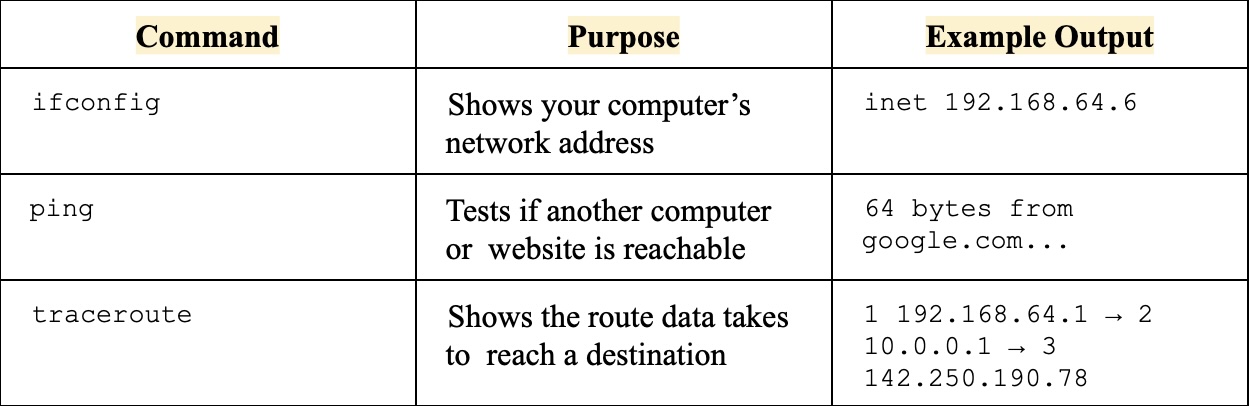 Command Purpose Example Output
ifconfig
Shows your computer’s
network address
inet 192.168.64.6
ping
Tests if another computer
or website is reachable
64 bytes from
google.com...
traceroute
Shows the route data takes
to reach a destination
1 192.168.64.1 → 2
10.0.0.1 → 3
142.250.190.78